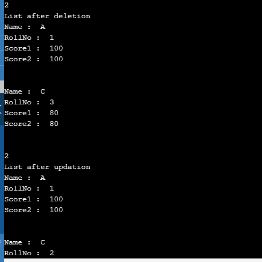 2
List after deletion
Name :  A
RollNo :  1
Score1 :  100
Score2 :  100
Name :  C
RollNo :  3
Score1 :  80
Score2 :  80
2
List after updation
Name :  A
RollNo :  1
Score1 :  100
Score2 :  100
Name :  C
RollNo :  2